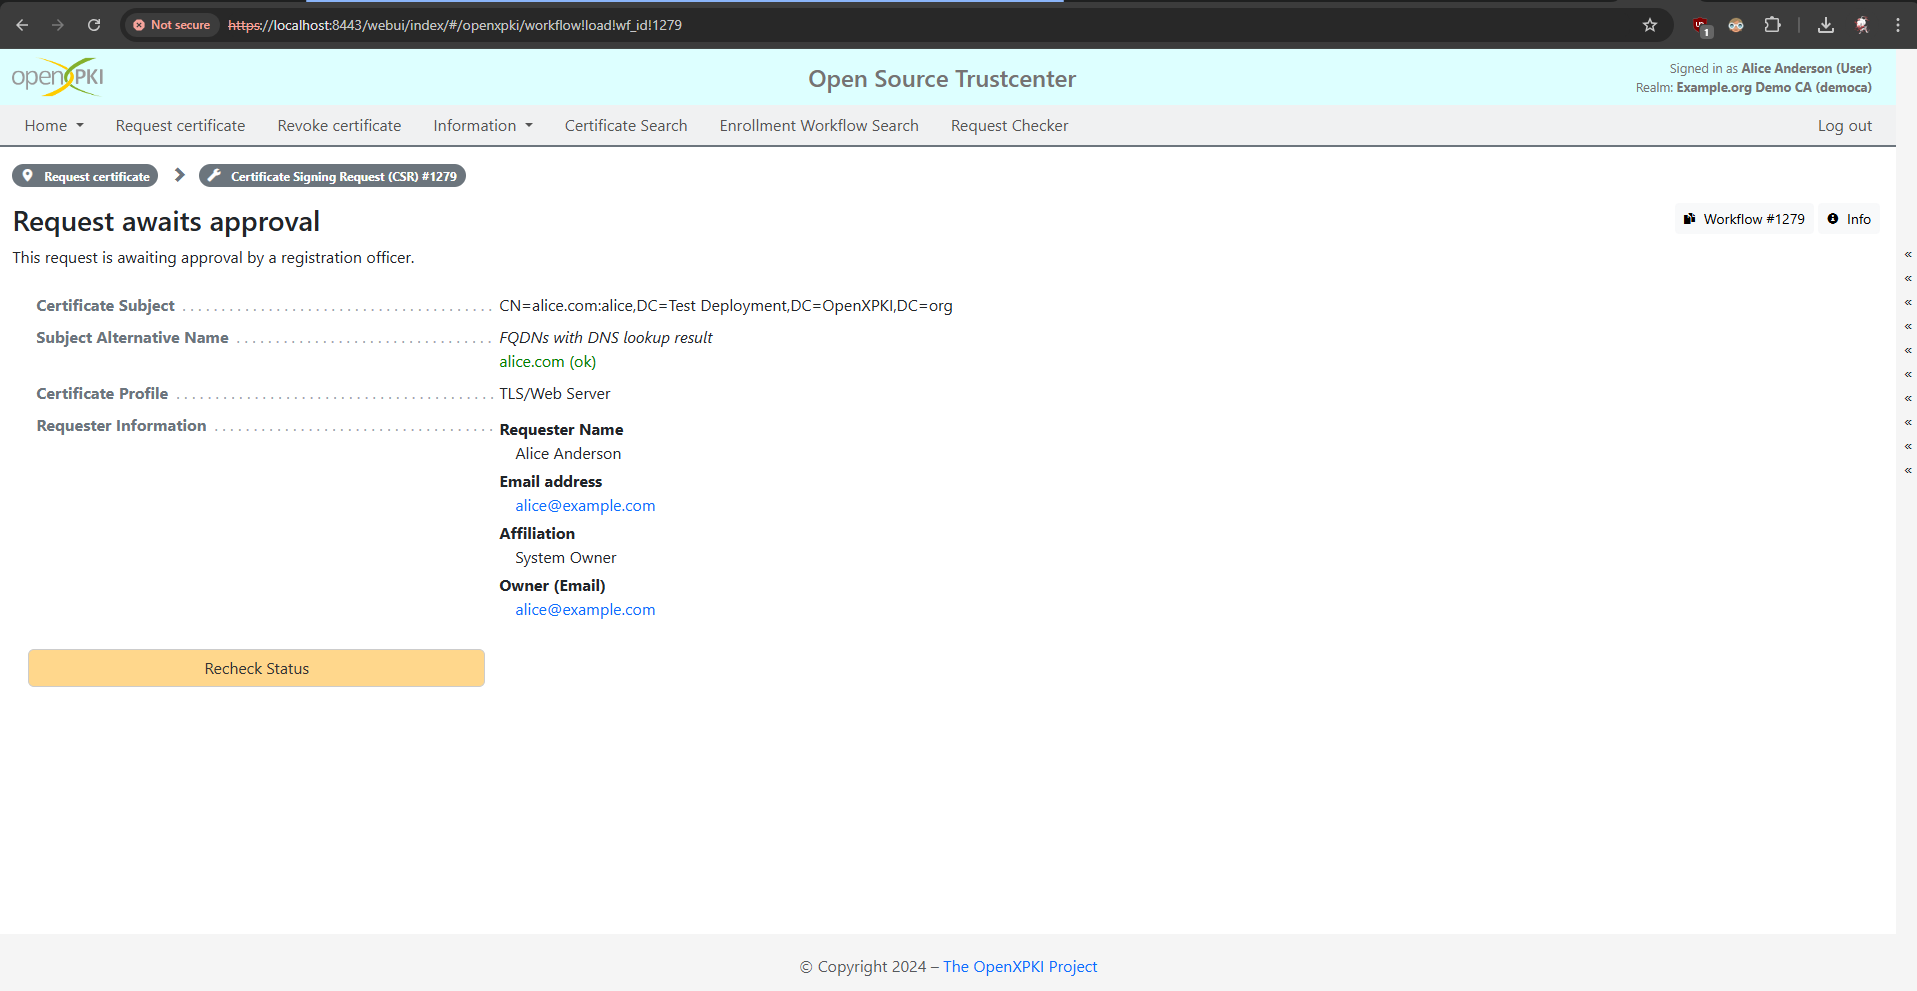 Not secure https://localhost:8443/webui/index/#/openxpki/workflow!load!wf_id!1279
1
openXPKI
Open Source Trustcenter
Signed in as Alice Anderson (User)
Realm: Example.org Demo CA (democa)
Home Request certificate Revoke certificate Information Certificate Search Enrollment Workflow Search Request Checker Log out
Request certificate Certificate Signing Request (CSR) #1279
Request awaits approval
Workflow #1279 Info
This request is awaiting approval by a registration officer.
Certificate Subject CN=alice.com:alice,DC=Test Deployment,DC=OpenXPKI,DC=org
Subject Alternative Name FQDNs with DNS lookup result
alice.com (ok)
Certificate Profile TLS/Web Server
Requester Information
Requester Name
Alice Anderson
Email address
alice@example.com
Affiliation
System Owner
Owner (Email)
alice@example.com
Recheck Status
© Copyright 2024 – The OpenXPKI Project